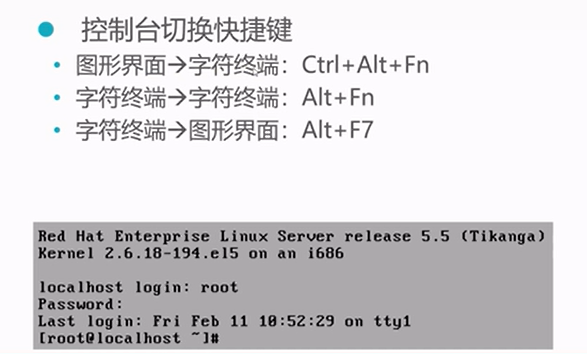 控制台切换快捷键
图形界面→字符终端：Ctrl+Alt+Fn
字符终端→字符终端：Alt+Fn
字符终端→图形界面：Alt+F7
Red Hat Enterprise Linux Server release 5.5 (Tikanga)
Kernel 2.6.18-194.el5 on an i686
localhost login: root
Password:
Last login: Fri Feb 11 10:52:29 on tty1
[root@localhost ~]#